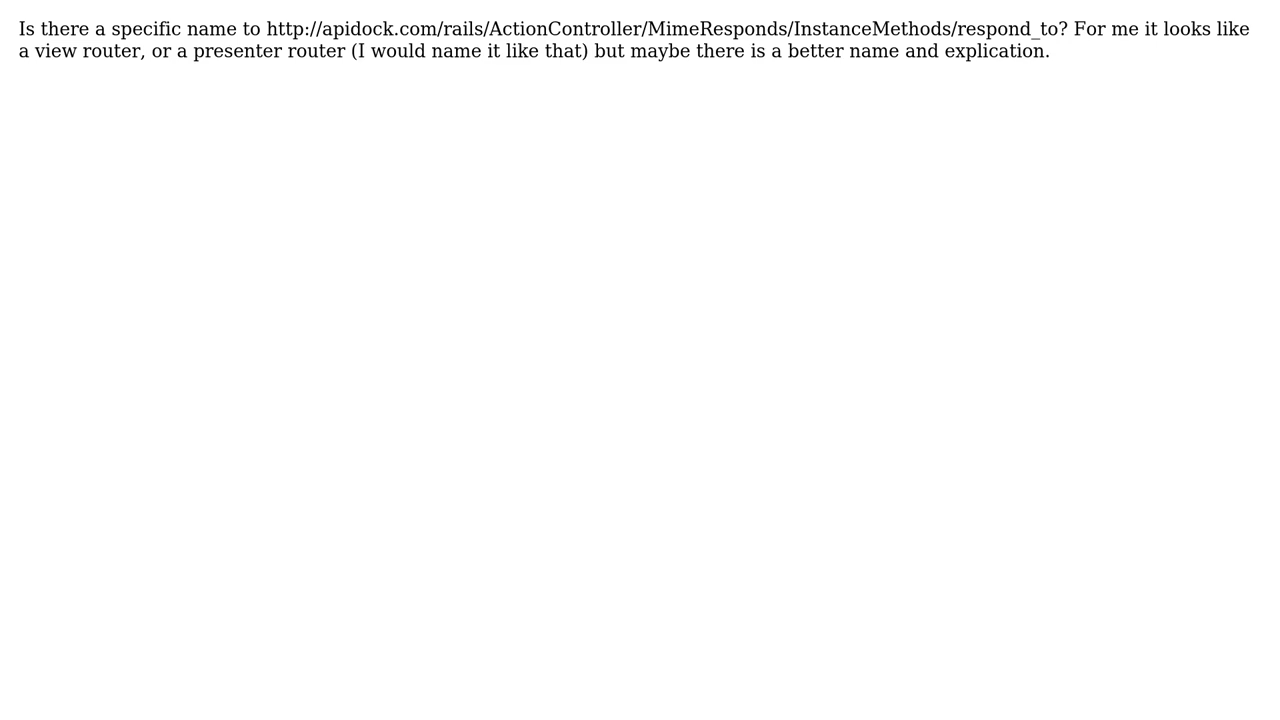 Is there a specific name to http://apidock.com/rails/ActionController/MimeResponds/InstanceMethods/respond_to? For me it looks like
a view router, or a presenter router (I would name it like that) but maybe there is a better name and explication.